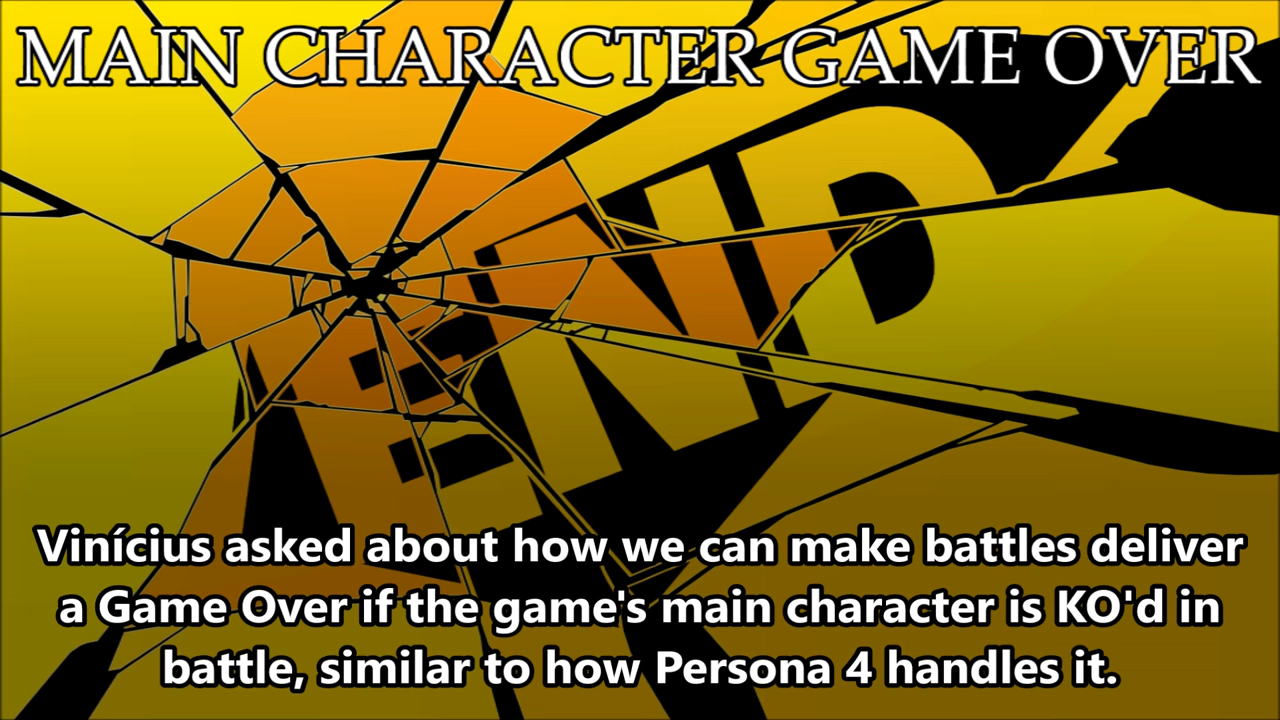 MAIN CHARACTER GAME OVER
END
Vinícius asked about how we can make battles deliver
a Game Over if the game's main character is KO'd in
battle, similar to how Persona 4 handles it.